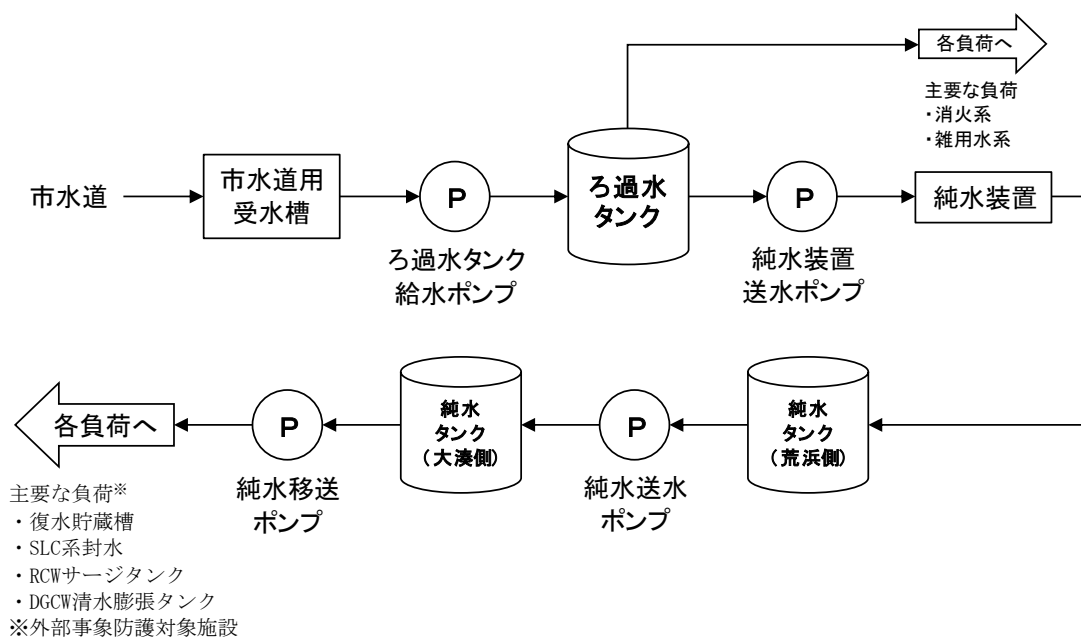 各負荷へ
主要な負荷
・消火系
・雑用水系
市水道
市水道用
受水槽
P
ろ過水タンク
給水ポンプ
ろ過水
タンク
P
純水装置
送水ポンプ
純水装置
各負荷へ
P
純水移送
ポンプ
純水
タンク
(大湊側)
P
純水送水
ポンプ
純水
タンク
(荒浜側)
主要な負荷※
・復水貯蔵槽
・SLC系封水
・RCWサージタンク
・DGCW清水膨張タンク
※外部事象防護対象施設